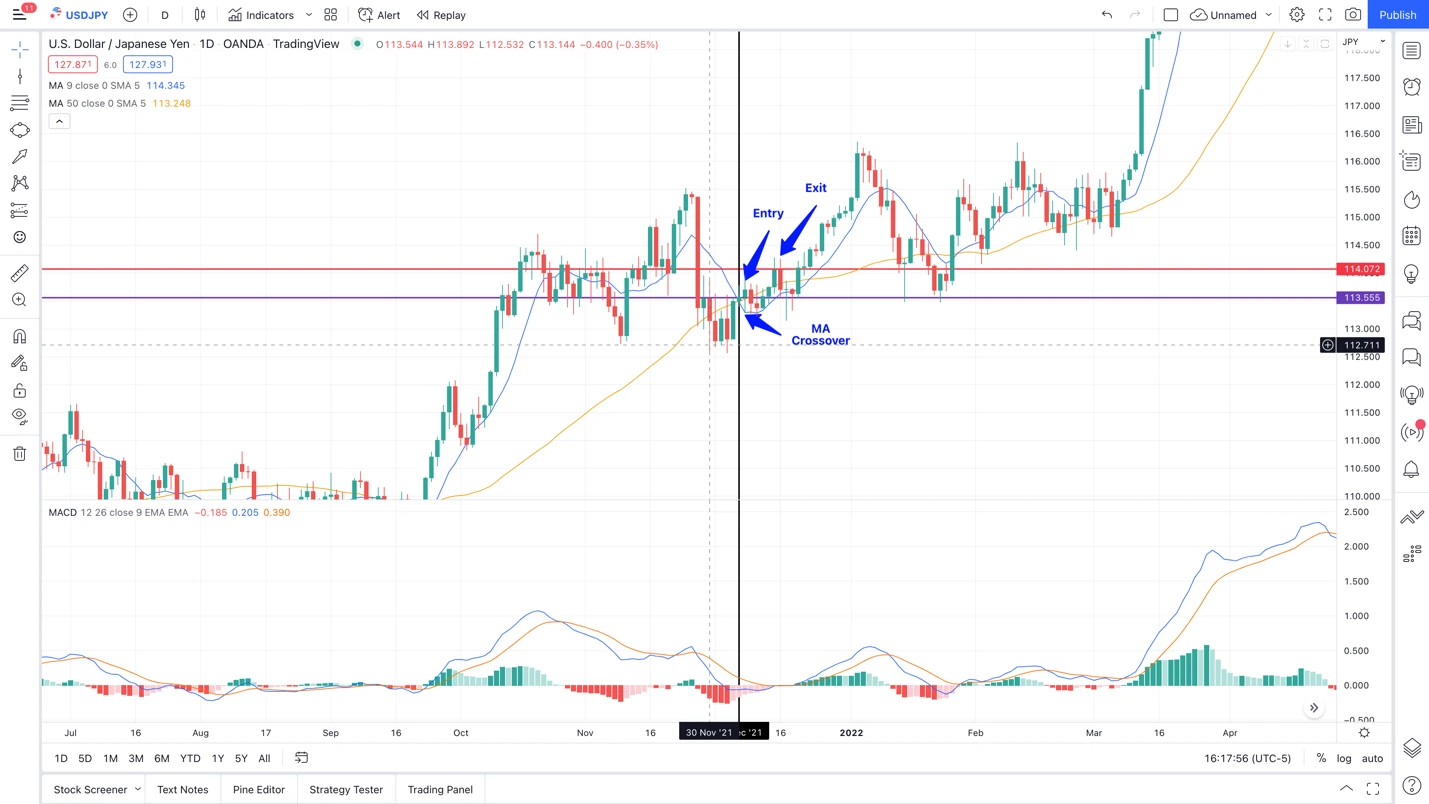 11
USDJPY
D
Indicators
Alert
Replay
Unnamed
Publish
U.S. Dollar / Japanese Yen · 1D · OANDA · TradingView
O113.544 H113.892 L112.532 C113.144 −0.400 (−0.35%)
127.871 6.0 127.931
MA 9 close 0 SMA 5 114.345
MA 50 close 0 SMA 5 113.248
JPY
117.500
117.000
116.500
116.000
115.500
115.000
114.500
114.072
113.555
113.000
112.711
112.500
112.000
111.500
111.000
110.500
110.000
Exit
Entry
MA
Crossover
MACD 12 26 close 9 EMA EMA −0.185 0.205 0.390
2.500
2.000
1.500
1.000
0.500
0.000
−0.500
Jul 16 Aug 17 Sep 16 Oct Nov 16 30 Nov '21 ec '21 16 2022 Feb Mar 16 Apr
1D 5D 1M 3M 6M YTD 1Y 5Y All
16:17:56 (UTC-5) % log auto
Stock Screener Text Notes Pine Editor Strategy Tester Trading Panel